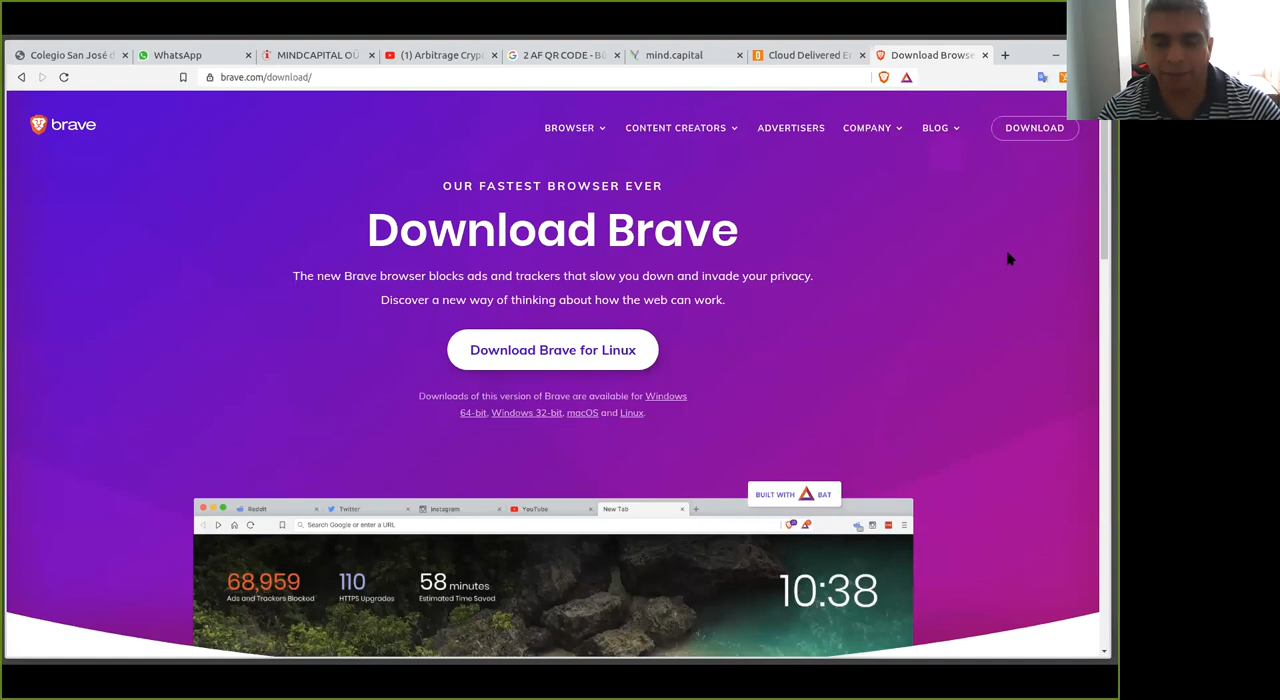 Colegio San José d
WhatsApp
MINDCAPITAL OÜ
(1) Arbitrage Cryp
2 AF QR CODE - Bú
mind.capital
Cloud Delivered E
Download Browse
brave.com/download/
brave
BROWSER
CONTENT CREATORS
ADVERTISERS
COMPANY
BLOG
DOWNLOAD
OUR FASTEST BROWSER EVER
Download Brave
The new Brave browser blocks ads and trackers that slow you down and invade your privacy.
Discover a new way of thinking about how the web can work.
Download Brave for Linux
Downloads of this version of Brave are available for Windows
64-bit, Windows 32-bit, macOS and Linux.
BUILT WITH BAT
Reddit
Twitter
Instagram
YouTube
New Tab
Search Google or enter a URL
68,959
Ads and Trackers Blocked
110
HTTPS Upgrades
58 minutes
Estimated Time Saved
10:38